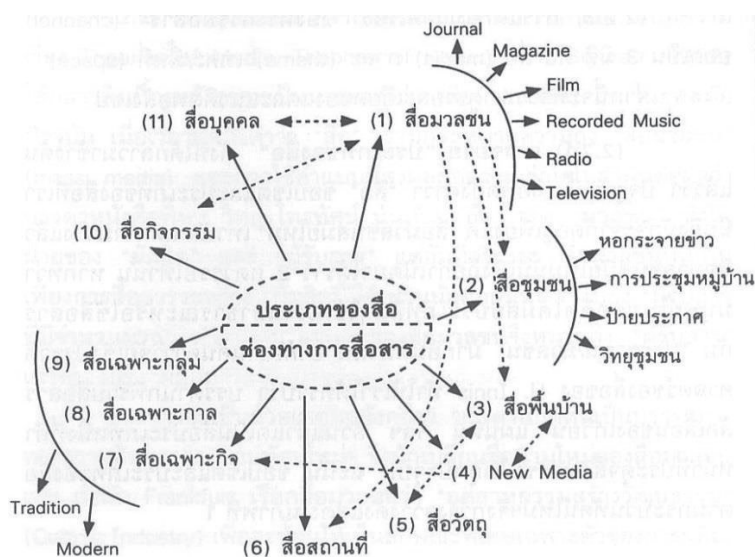 Journal
Magazine
Film
Recorded Music
Radio
Television
(11) สื่อบุคคล
(1) สื่อมวลชน
(10) สื่อกิจกรรม
หอกระจายข่าว
(2) สื่อชุมชน
การประชุมหมู่บ้าน
ป้ายประกาศ
วิทยุชุมชน
ประเภทของสื่อ
ช่องทางการสื่อสาร
(9) สื่อเฉพาะกลุ่ม
(8) สื่อเฉพาะกาล
(3) สื่อพื้นบ้าน
(7) สื่อเฉพาะกิจ
(4) New Media
(5) สื่อวัตถุ
(6) สื่อสถานที่
Tradition
Modern